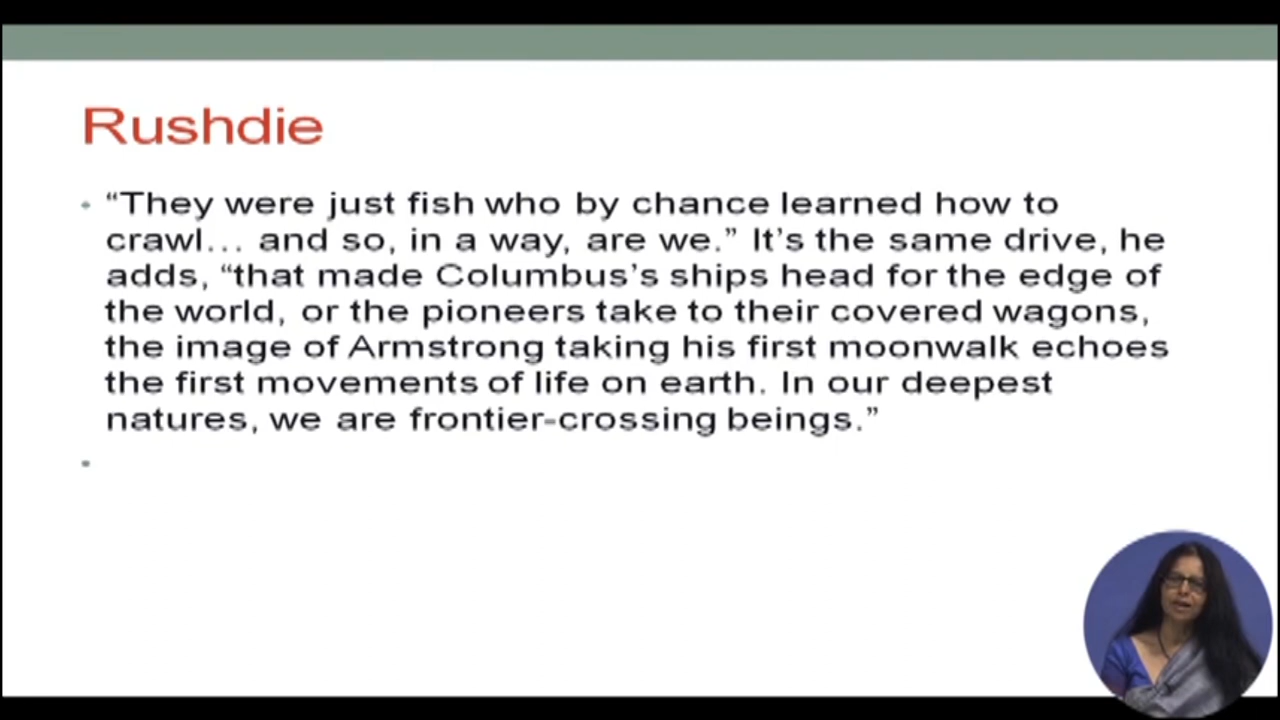 Rushdie
• “They were just fish who by chance learned how to
crawl… and so, in a way, are we.” It’s the same drive, he
adds, “that made Columbus’s ships head for the edge of
the world, or the pioneers take to their covered wagons,
the image of Armstrong taking his first moonwalk echoes
the first movements of life on earth. In our deepest
natures, we are frontier-crossing beings.”
•